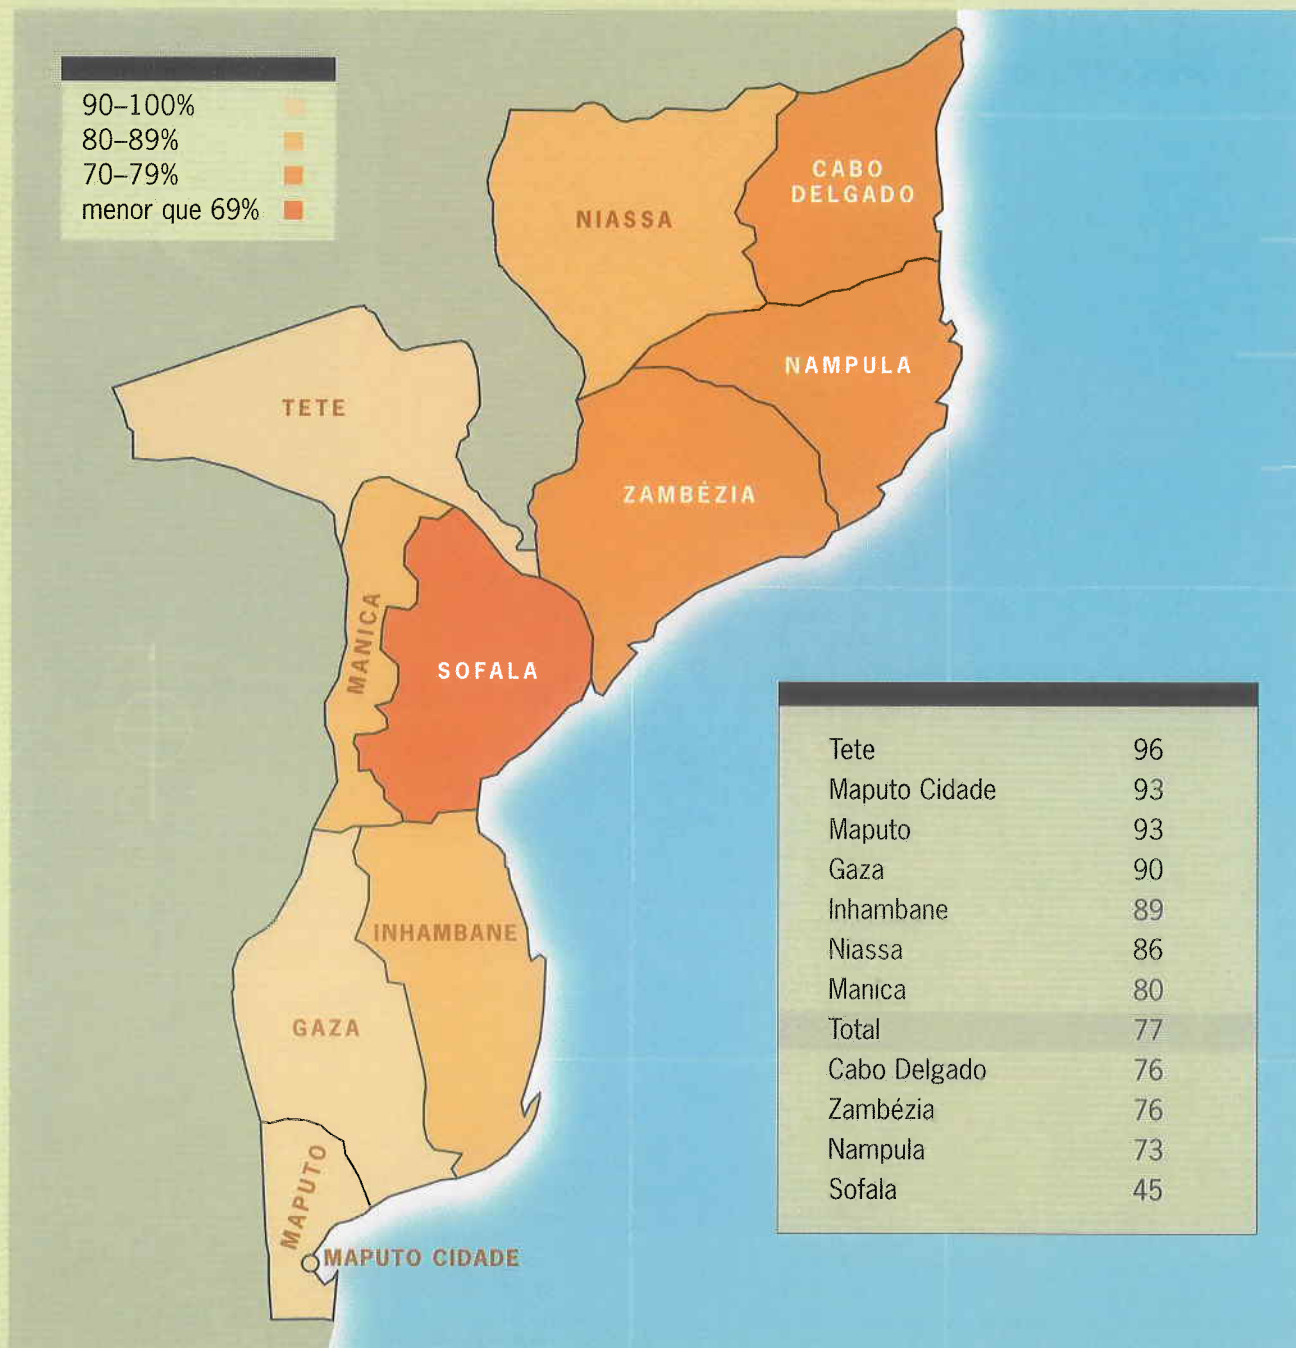 90–100%
80–89%
70–79%
menor que 69%
CABO
DELGADO
NIASSA
NAMPULA
TETE
ZAMBÉZIA
MANICA
SOFALA
INHAMBANE
GAZA
MAPUTO
MAPUTO CIDADE
Tete 96
Maputo Cidade 93
Maputo 93
Gaza 90
Inhambane 89
Niassa 86
Manica 80
Total 77
Cabo Delgado 76
Zambézia 76
Nampula 73
Sofala 45